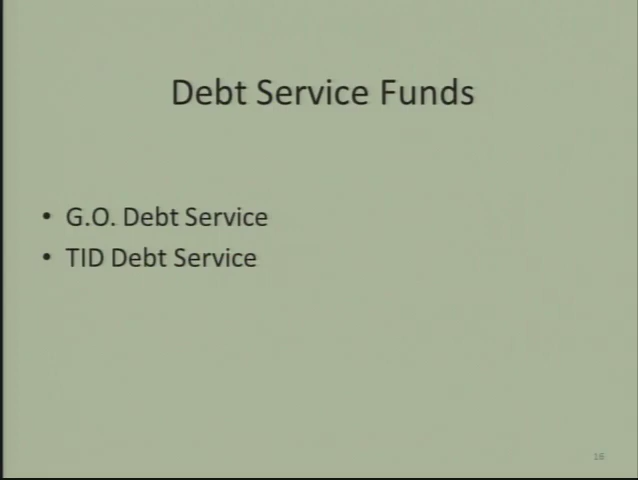 Debt Service Funds
• G.O. Debt Service
• TID Debt Service
16